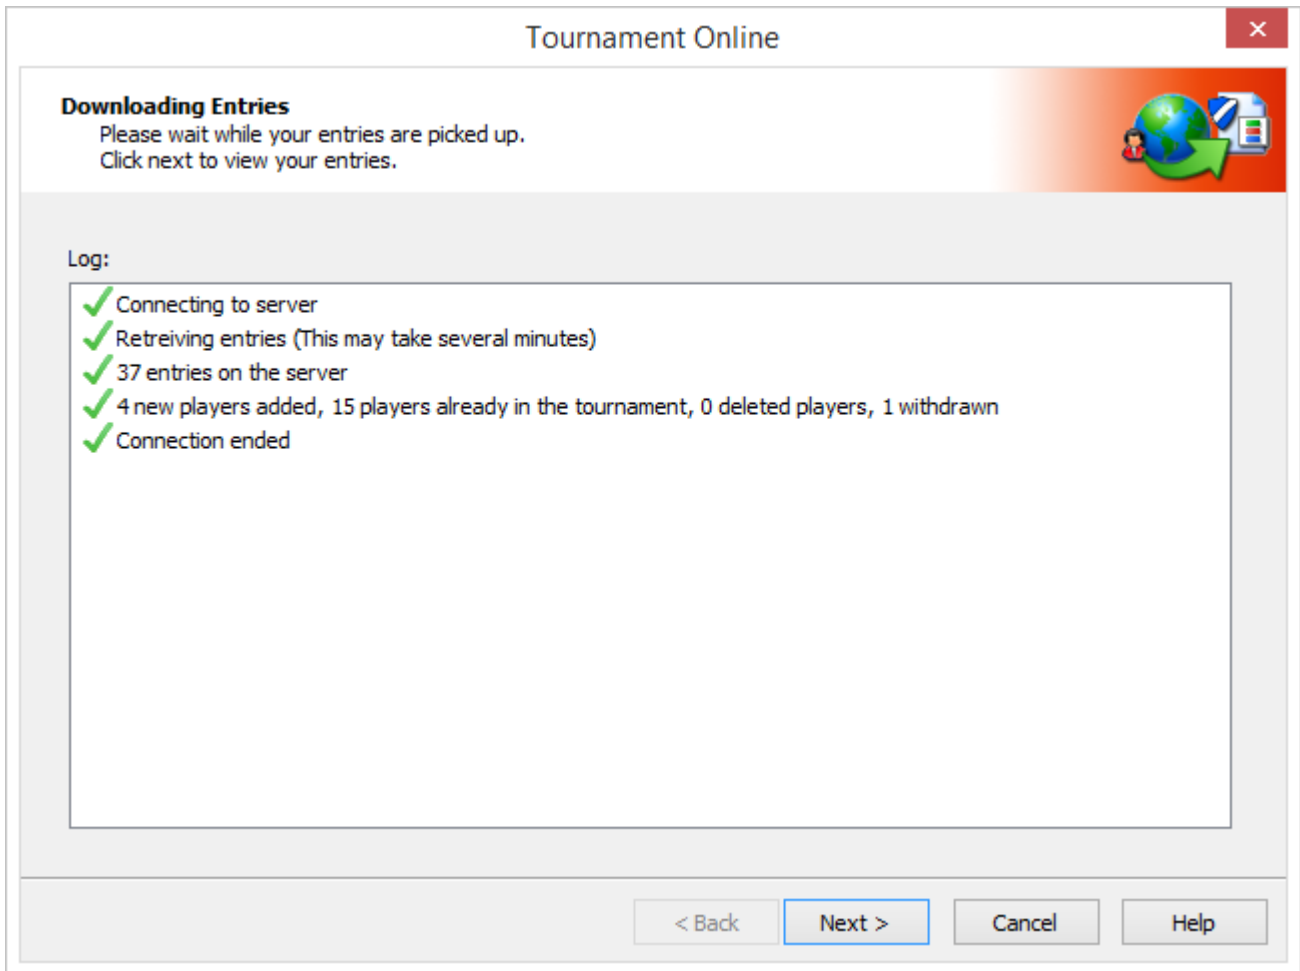 Tournament Online
Downloading Entries
Please wait while your entries are picked up.
Click next to view your entries.
Log:
Connecting to server
Retreiving entries (This may take several minutes)
37 entries on the server
4 new players added, 15 players already in the tournament, 0 deleted players, 1 withdrawn
Connection ended
< Back Next > Cancel Help